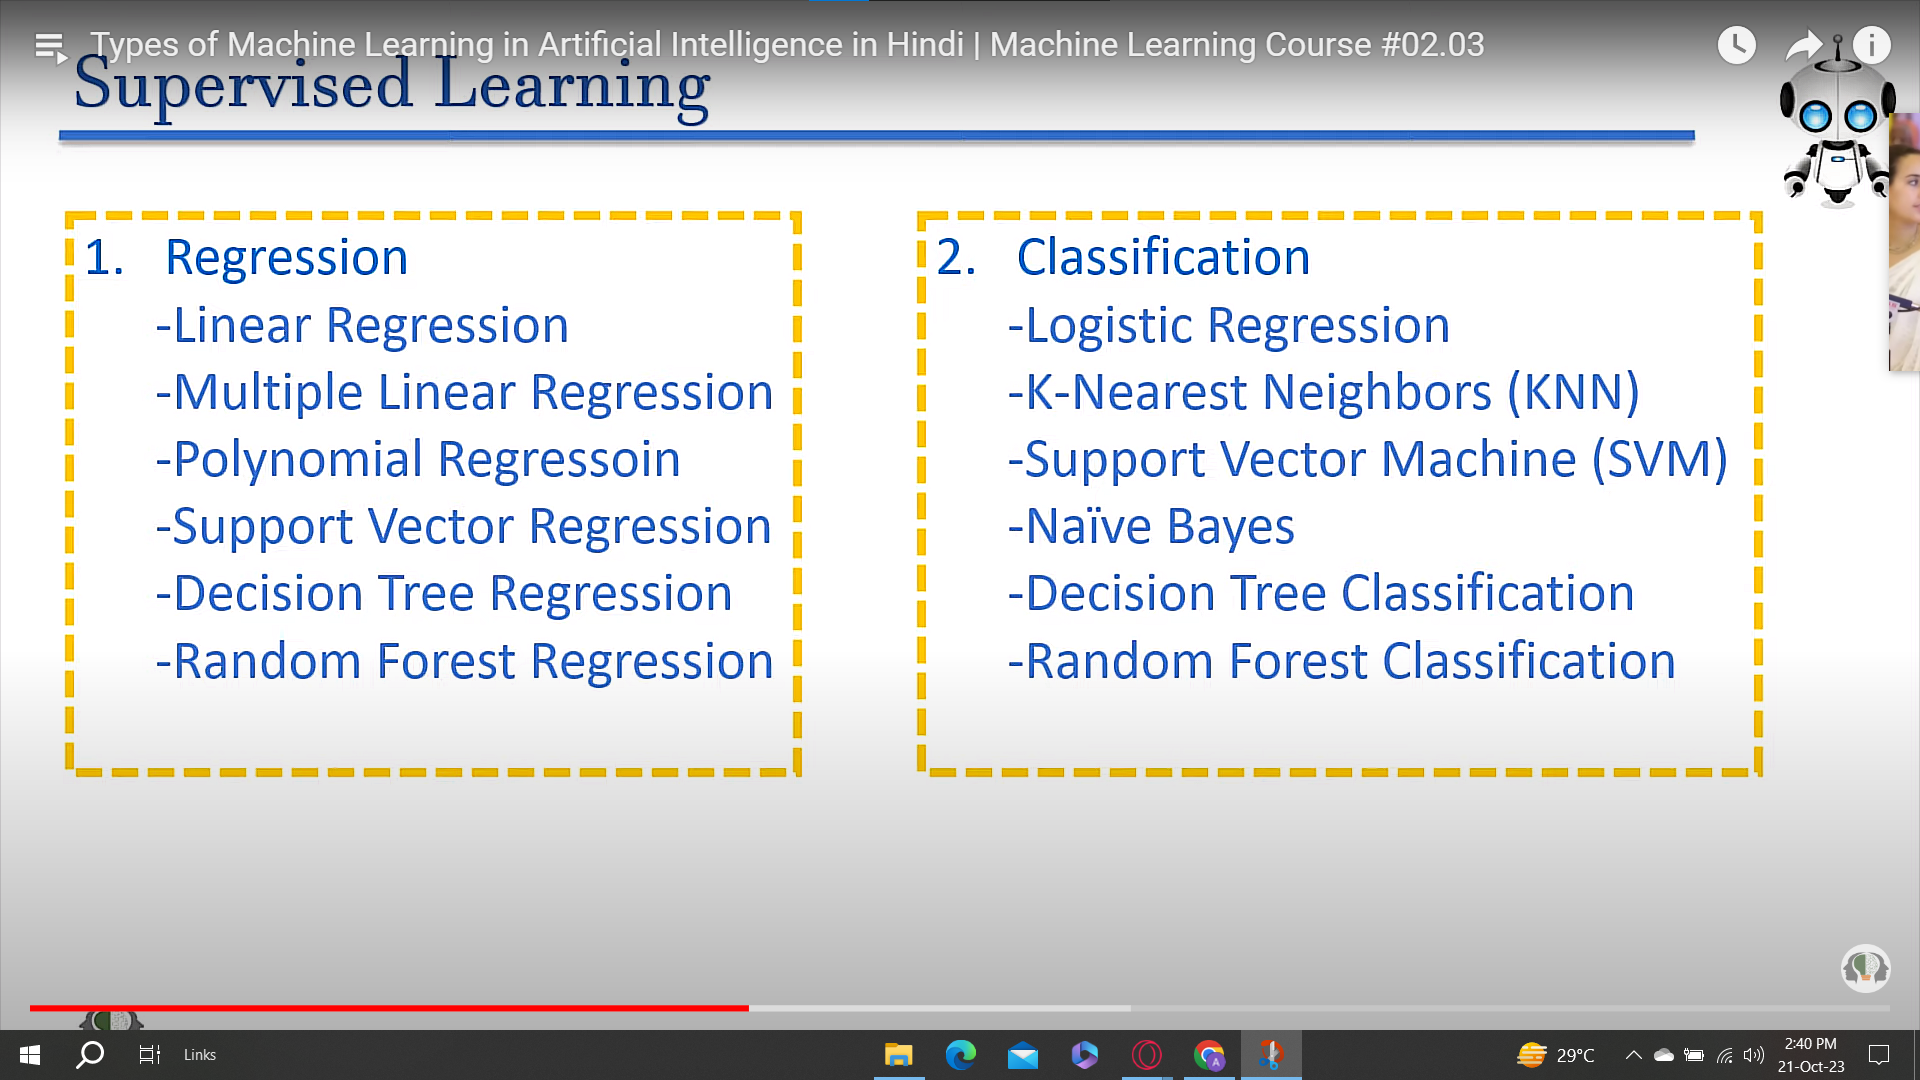 Types of Machine Learning in Artificial Intelligence in Hindi | Machine Learning Course #02.03
Supervised Learning
1. Regression
-Linear Regression
-Multiple Linear Regression
-Polynomial Regressoin
-Support Vector Regression
-Decision Tree Regression
-Random Forest Regression
2. Classification
-Logistic Regression
-K-Nearest Neighbors (KNN)
-Support Vector Machine (SVM)
-Naïve Bayes
-Decision Tree Classification
-Random Forest Classification
Links
A
29°C
2:40 PM
21-Oct-23